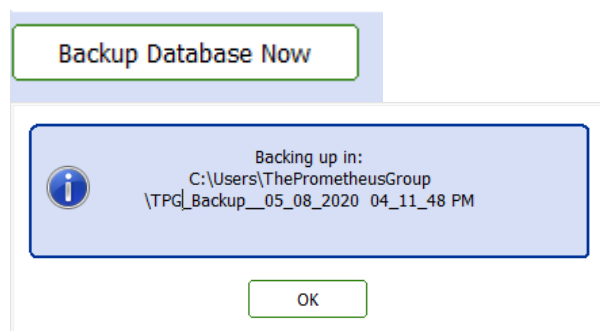 Backup Database Now
Backing up in:
C:\Users\ThePrometheusGroup
\TPG_Backup__05_08_2020  04_11_48 PM
OK